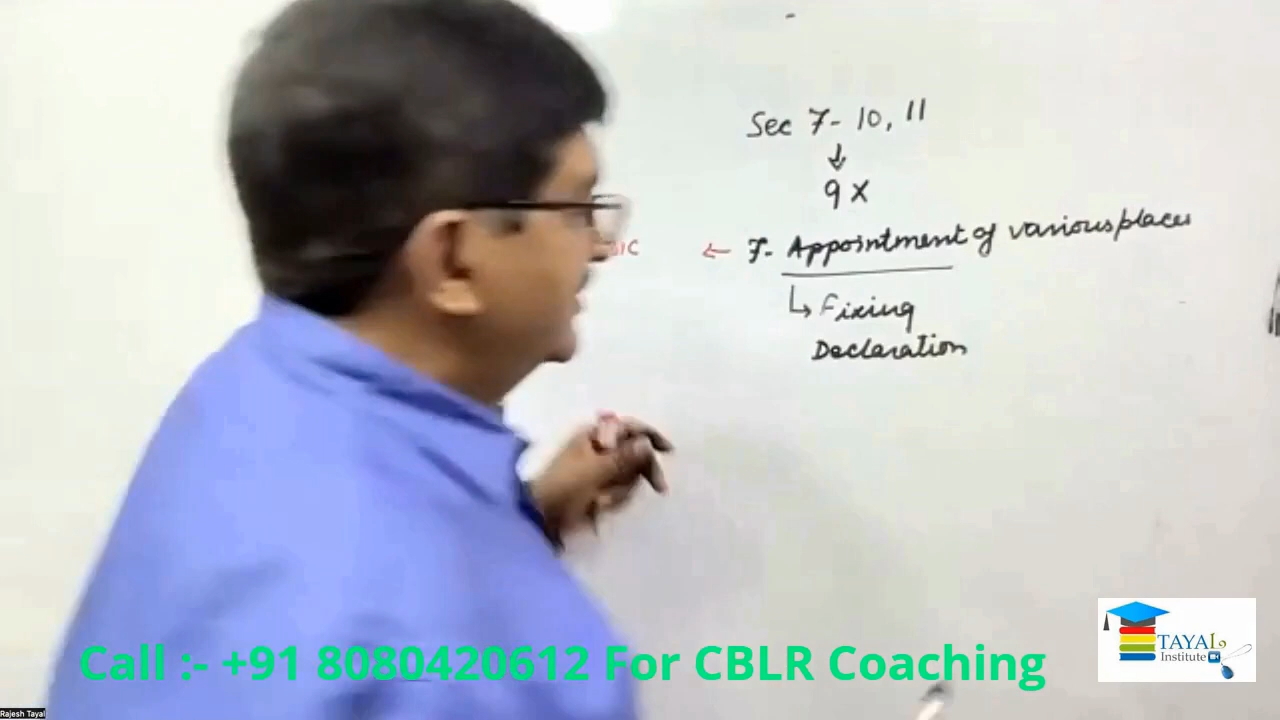 Sec 7- 10, 11
↓
9 X
← 7- Appointment of various places
↳ Fixing
Declaration
Call :- +91 8080420612 For CBLR Coaching
TAYAL
Institute
Rajesh Tayal